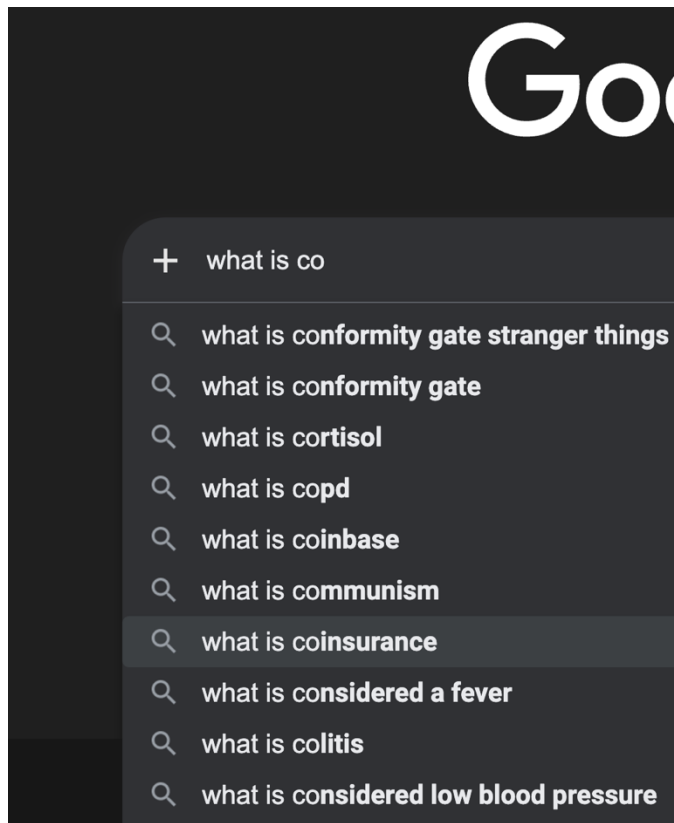 what is co
what is conformity gate stranger things
what is conformity gate
what is cortisol
what is copd
what is coinbase
what is communism
what is coinsurance
what is considered a fever
what is colitis
what is considered low blood pressure